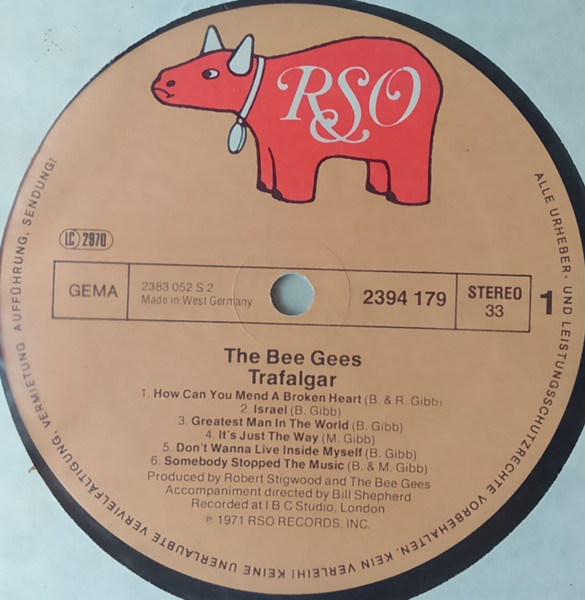 RSO
LC 2970
GEMA
2383 052 S 2
Made in West Germany
2394 179
STEREO
33
1
The Bee Gees
Trafalgar
1. How Can You Mend A Broken Heart (B. & R. Gibb)
2. Israel (B. Gibb)
3. Greatest Man In The World (B. Gibb)
4. It's Just The Way (M. Gibb)
5. Don't Wanna Live Inside Myself (B. Gibb)
6. Somebody Stopped The Music (B. & M. Gibb)
Produced by Robert Stigwood and The Bee Gees
Accompaniment directed by Bill Shepherd
Recorded at I B C Studio, London
℗ 1971 RSO RECORDS, INC.
ALLE URHEBER- UND LEISTUNGSSCHUTZRECHTE VORBEHALTEN. KEIN VERLEIH! KEINE UNERLAUBTE VERVIELFÄLTIGUNG, VERMIETUNG, AUFFÜHRUNG, SENDUNG!